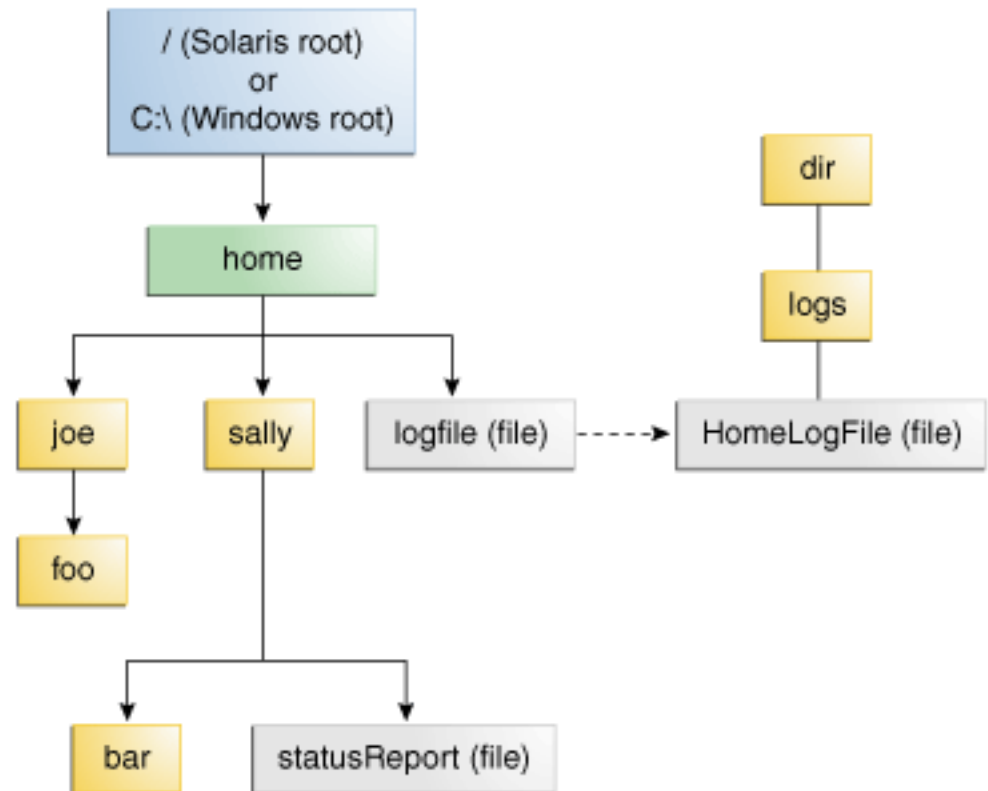 / (Solaris root)
or
C:\ (Windows root)
dir
home
logs
joe
sally
logfile (file)
HomeLogFile (file)
foo
bar
statusReport (file)